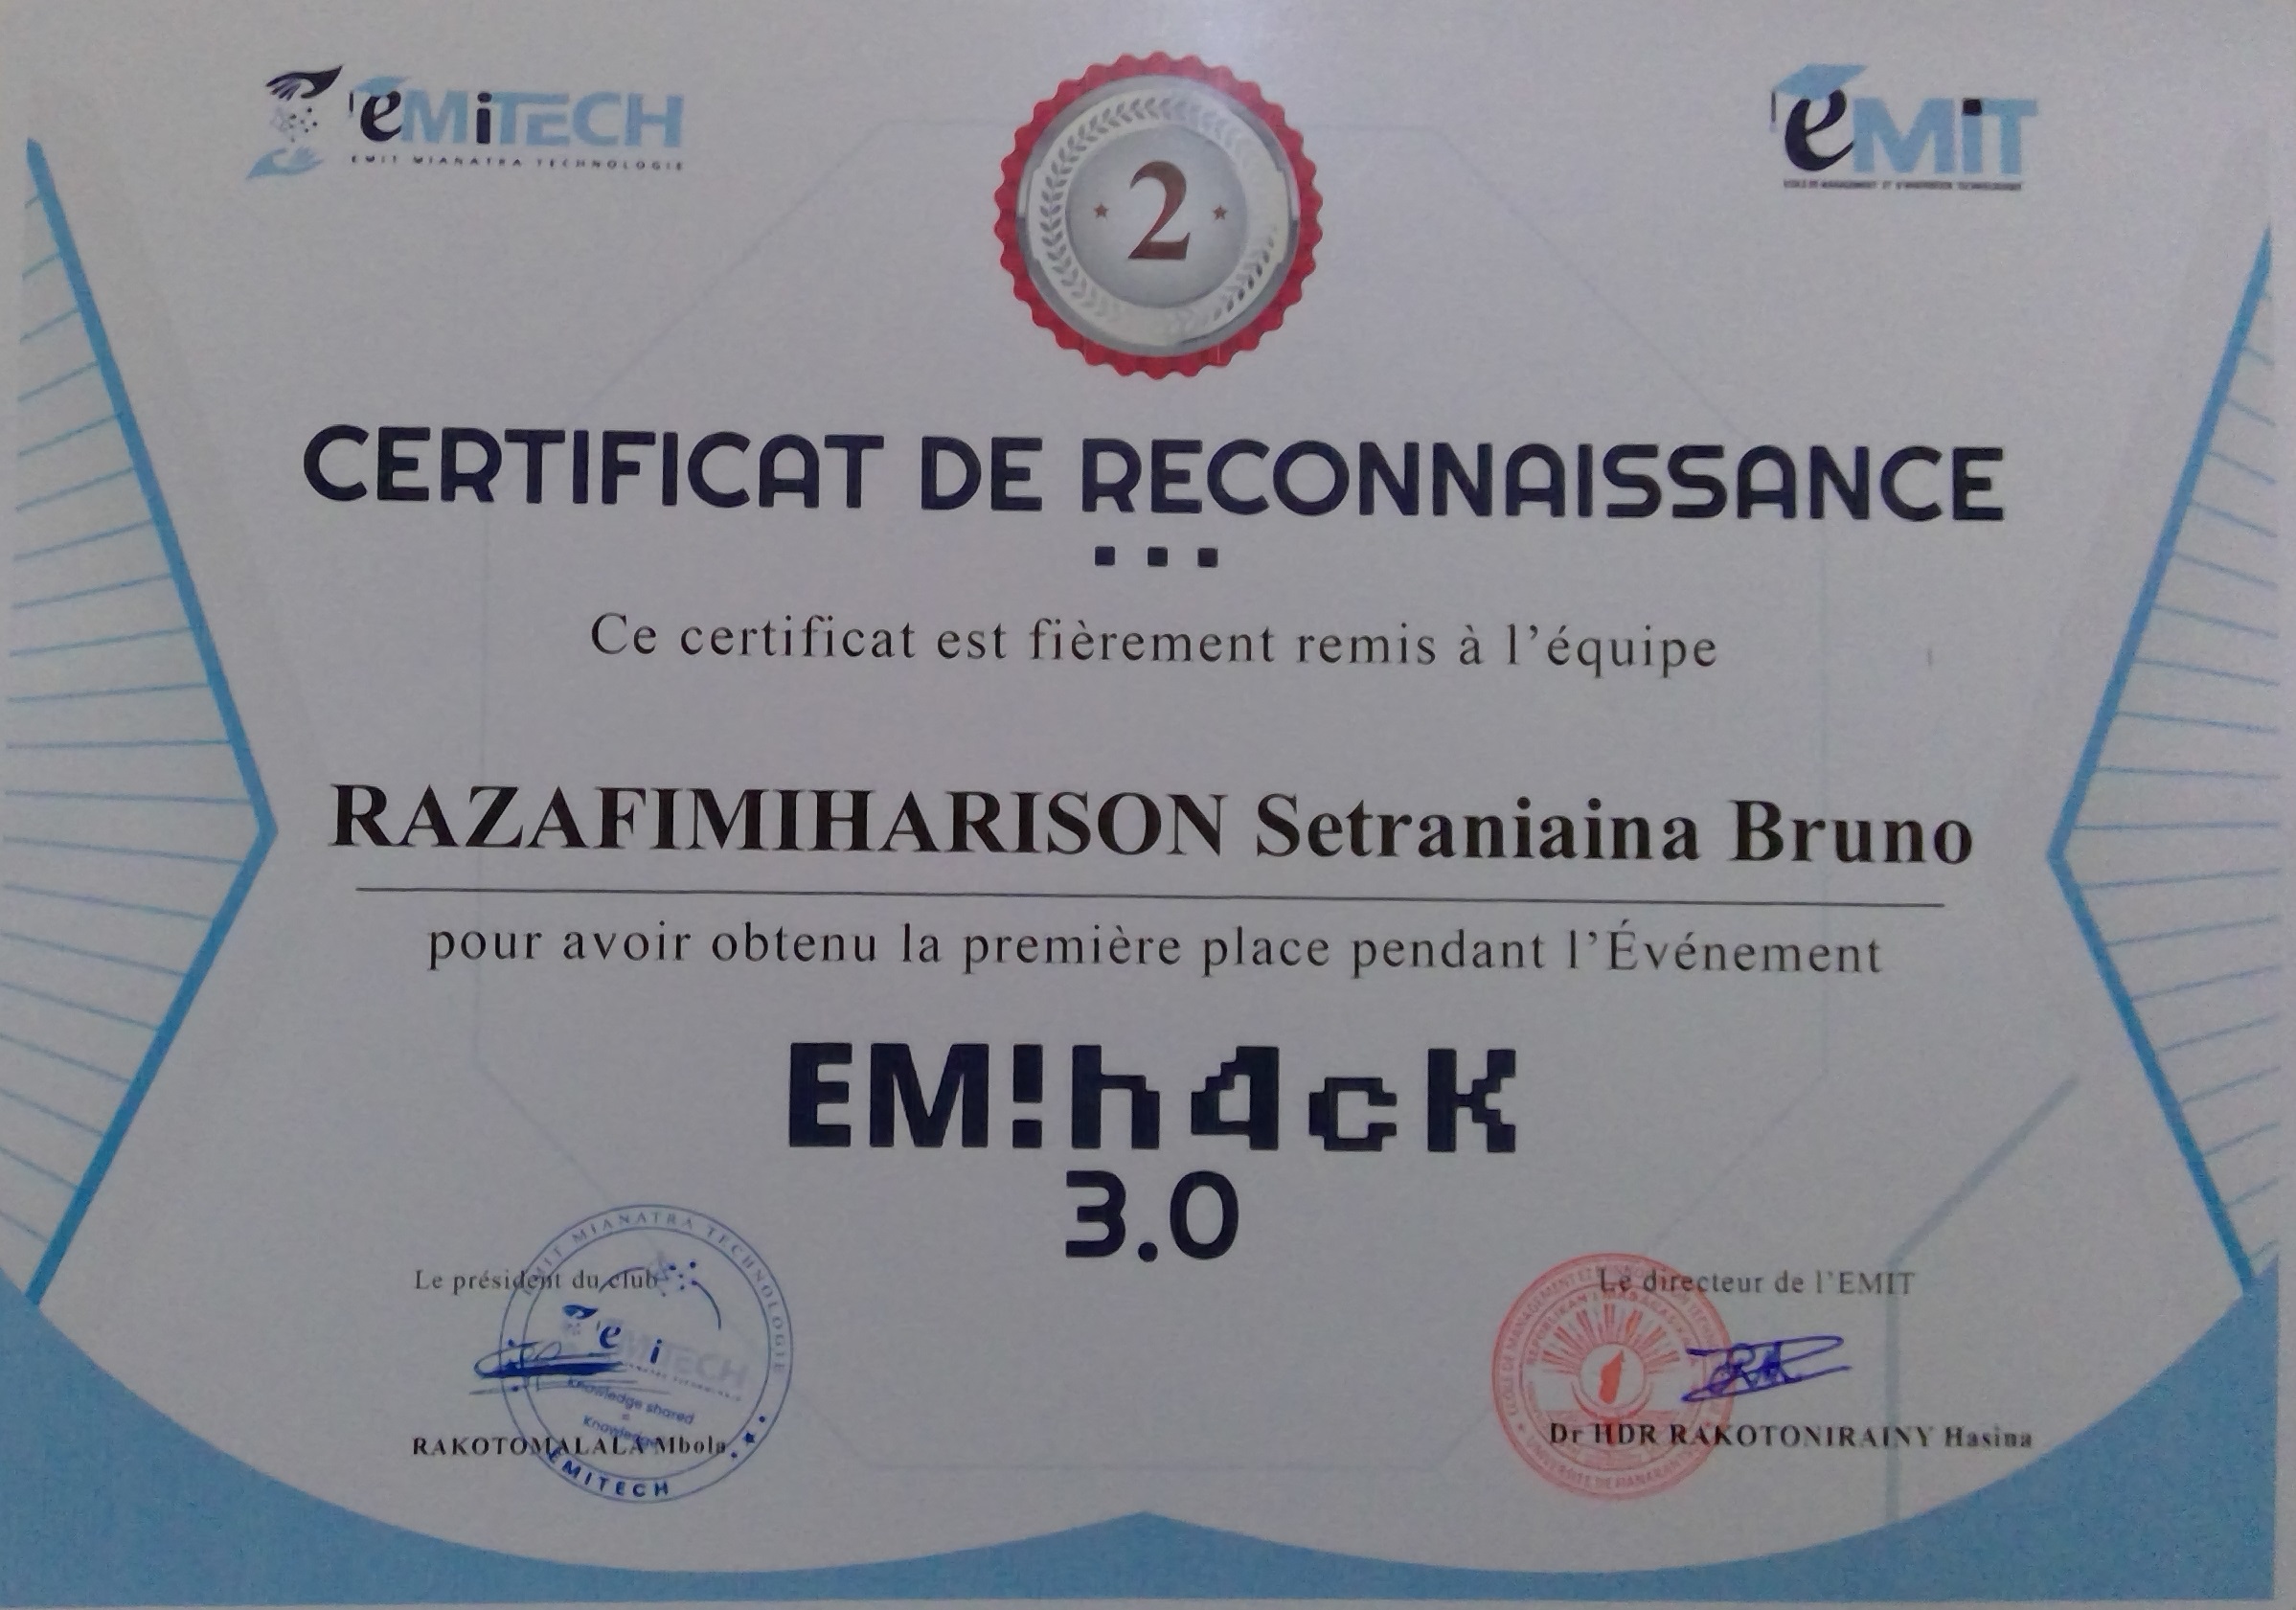 eMiTECH
EMIT MIANATRA TECHNOLOGIE
2
eMiT
ECOLE DE MANAGEMENT ET D'INNOVATION TECHNOLOGIQUE
CERTIFICAT DE RECONNAISSANCE
Ce certificat est fièrement remis à l'équipe
RAZAFIMIHARISON Setraniaina Bruno
pour avoir obtenu la première place pendant l'Événement
EM!h4cK
3.0
Le président du club
EMIT MIANATRA TECHNOLOGIE
eMiTECH
Knowledge shared
=
RAKOTOMALALA Mbola
EMITECH
Le directeur de l'EMIT
Dr HDR RAKOTONIRAINY Hasina